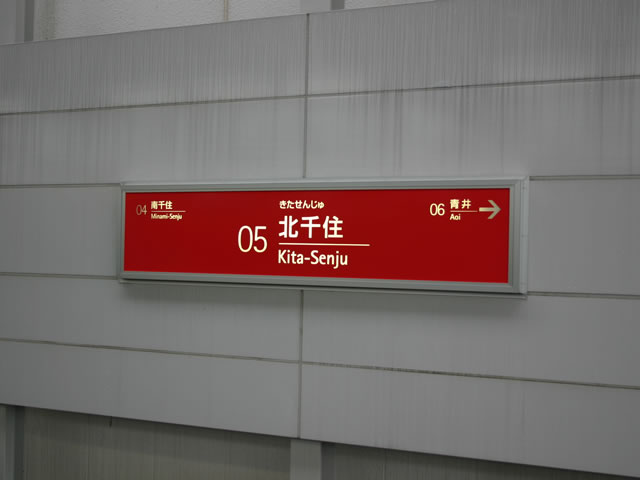 04 南千住
Minami-Senju
きたせんじゅ
05 北千住
Kita-Senju
06 青井
Aoi